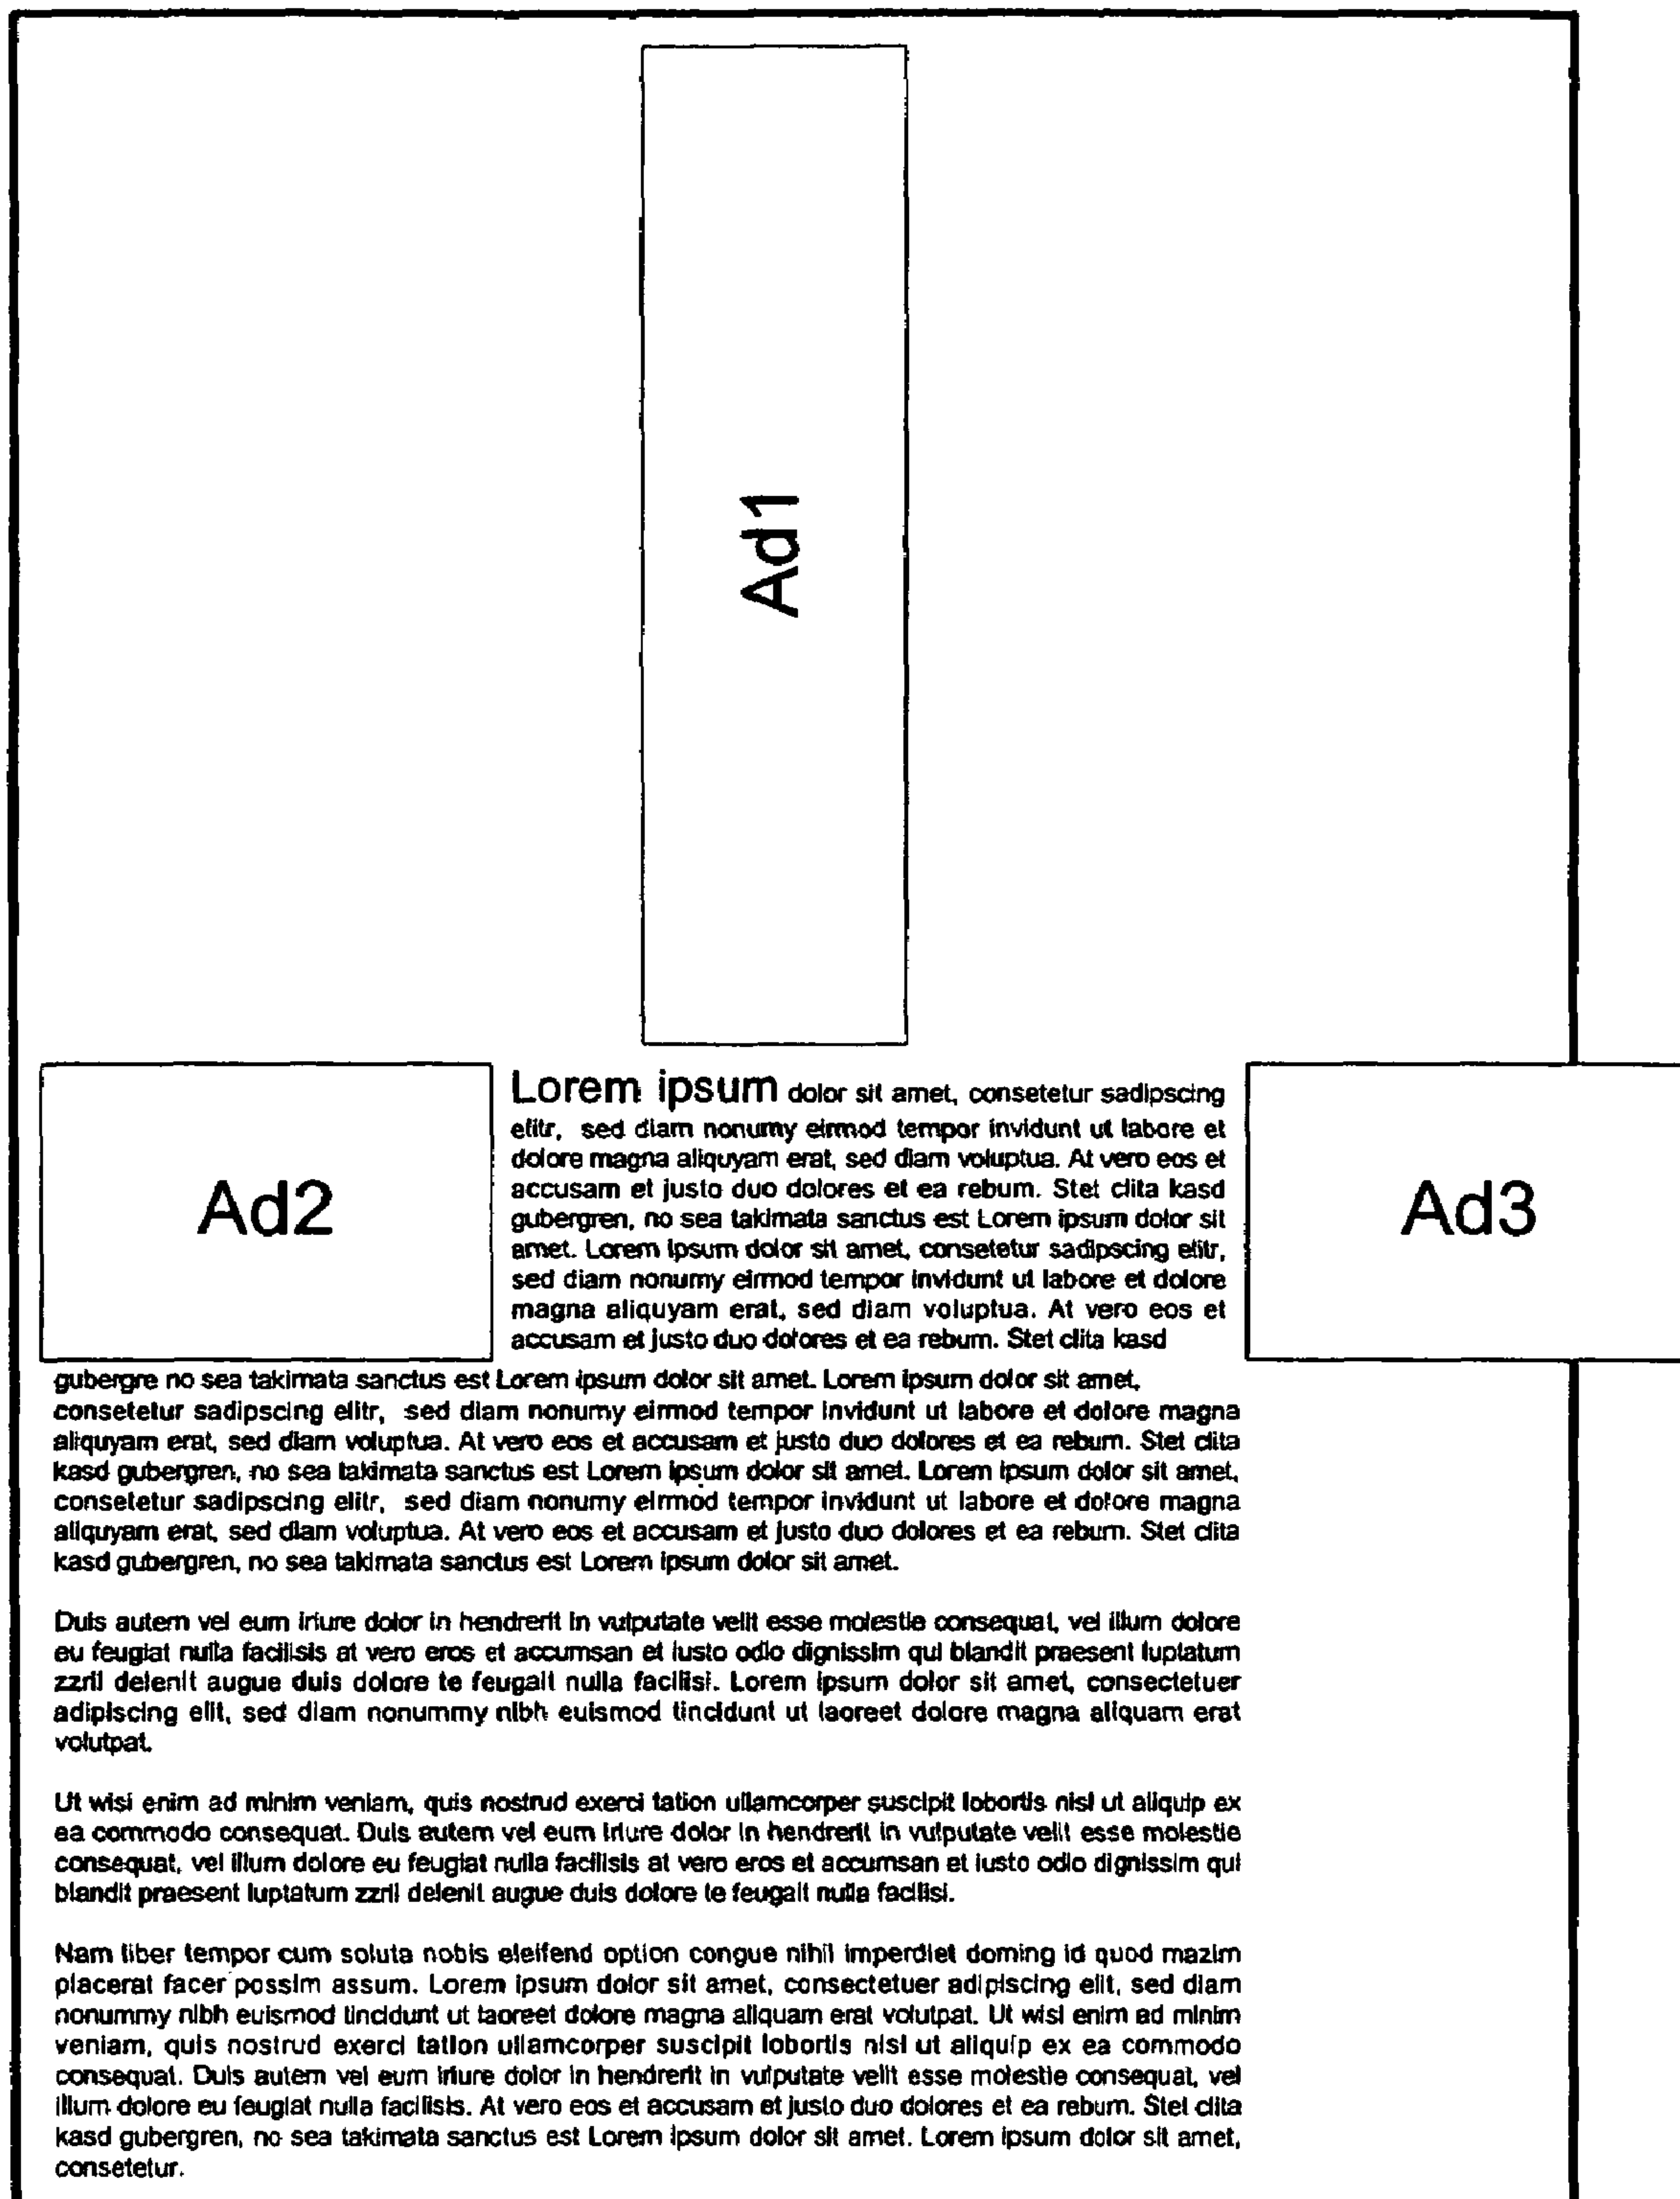 Ad1
Ad2
Lorem ipsum dolor sit amet, consetetur sadipscing
elitr, sed diam nonumy eirmod tempor invidunt ut labore et
dolore magna aliquyam erat, sed diam voluptua. At vero eos et
accusam et justo duo dolores et ea rebum. Stet clita kasd
gubergren, no sea takimata sanctus est Lorem ipsum dolor sit
amet. Lorem ipsum dolor sit amet, consetetur sadipscing elitr,
sed diam nonumy eirmod tempor invidunt ut labore et dolore
magna aliquyam erat, sed diam voluptua. At vero eos et
accusam et justo duo dolores et ea rebum. Stet clita kasd
Ad3
gubergre no sea takimata sanctus est Lorem ipsum dolor sit amet. Lorem ipsum dolor sit amet,
consetetur sadipscing elitr, sed diam nonumy eirmod tempor invidunt ut labore et dolore magna
aliquyam erat, sed diam voluptua. At vero eos et accusam et justo duo dolores et ea rebum. Stet clita
kasd gubergren, no sea takimata sanctus est Lorem ipsum dolor sit amet. Lorem ipsum dolor sit amet,
consetetur sadipscing elitr, sed diam nonumy eirmod tempor invidunt ut labore et dolore magna
aliquyam erat, sed diam voluptua. At vero eos et accusam et justo duo dolores et ea rebum. Stet clita
kasd gubergren, no sea takimata sanctus est Lorem ipsum dolor sit amet.
Duis autem vel eum iriure dolor in hendrerit in vulputate velit esse molestie consequat, vel illum dolore
eu feugiat nulla facilisis at vero eros et accumsan et iusto odio dignissim qui blandit praesent luptatum
zzril delenit augue duis dolore te feugait nulla facilisi. Lorem ipsum dolor sit amet, consectetuer
adipiscing elit, sed diam nonummy nibh euismod tincidunt ut laoreet dolore magna aliquam erat
volutpat.
Ut wisi enim ad minim veniam, quis nostrud exerci tation ullamcorper suscipit lobortis nisl ut aliquip ex
ea commodo consequat. Duis autem vel eum iriure dolor in hendrerit in vulputate velit esse molestie
consequat, vel illum dolore eu feugiat nulla facilisis at vero eros et accumsan et iusto odio dignissim qui
blandit praesent luptatum zzril delenit augue duis dolore te feugait nulla facilisi.
Nam liber tempor cum soluta nobis eleifend option congue nihil imperdiet doming id quod mazim
placerat facer possim assum. Lorem ipsum dolor sit amet, consectetuer adipiscing elit, sed diam
nonummy nibh euismod tincidunt ut laoreet dolore magna aliquam erat volutpat. Ut wisi enim ad minim
veniam, quis nostrud exerci tation ullamcorper suscipit lobortis nisl ut aliquip ex ea commodo
consequat. Duis autem vel eum iriure dolor in hendrerit in vulputate velit esse molestie consequat, vel
illum dolore eu feugiat nulla facilisis. At vero eos et accusam et justo duo dolores et ea rebum. Stet clita
kasd gubergren, no sea takimata sanctus est Lorem ipsum dolor sit amet. Lorem ipsum dolor sit amet,
consetetur.